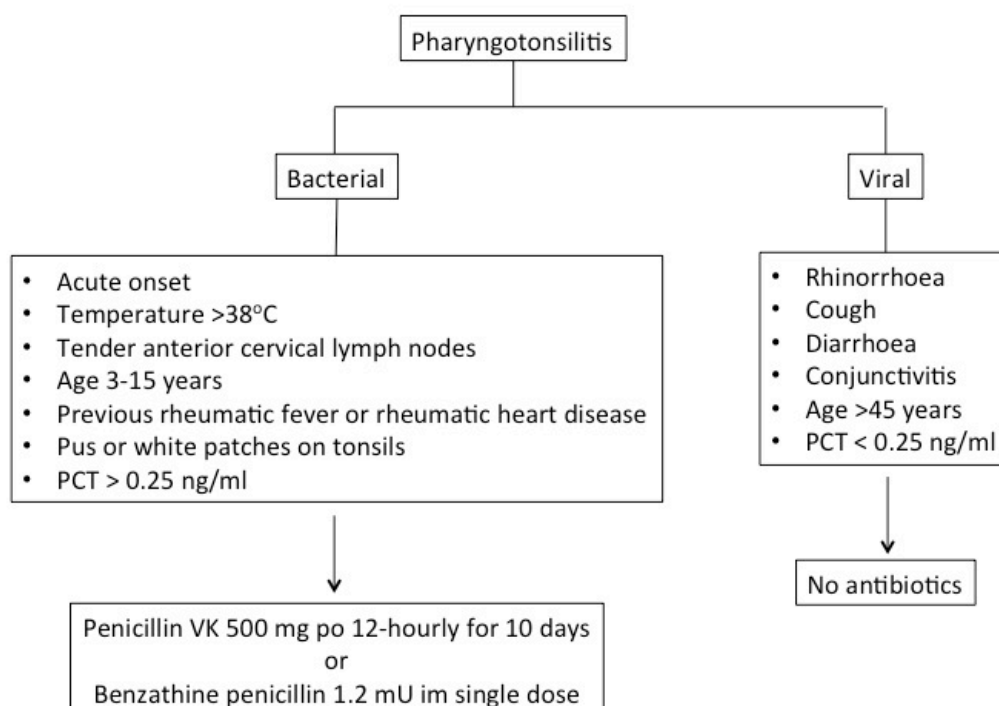 Pharyngotonsilitis
Bacterial
Viral
• Acute onset
• Temperature >38°C
• Tender anterior cervical lymph nodes
• Age 3-15 years
• Previous rheumatic fever or rheumatic heart disease
• Pus or white patches on tonsils
• PCT > 0.25 ng/ml
• Rhinorrhoea
• Cough
• Diarrhoea
• Conjunctivitis
• Age >45 years
• PCT < 0.25 ng/ml
No antibiotics
Penicillin VK 500 mg po 12-hourly for 10 days
or
Benzathine penicillin 1.2 mU im single dose